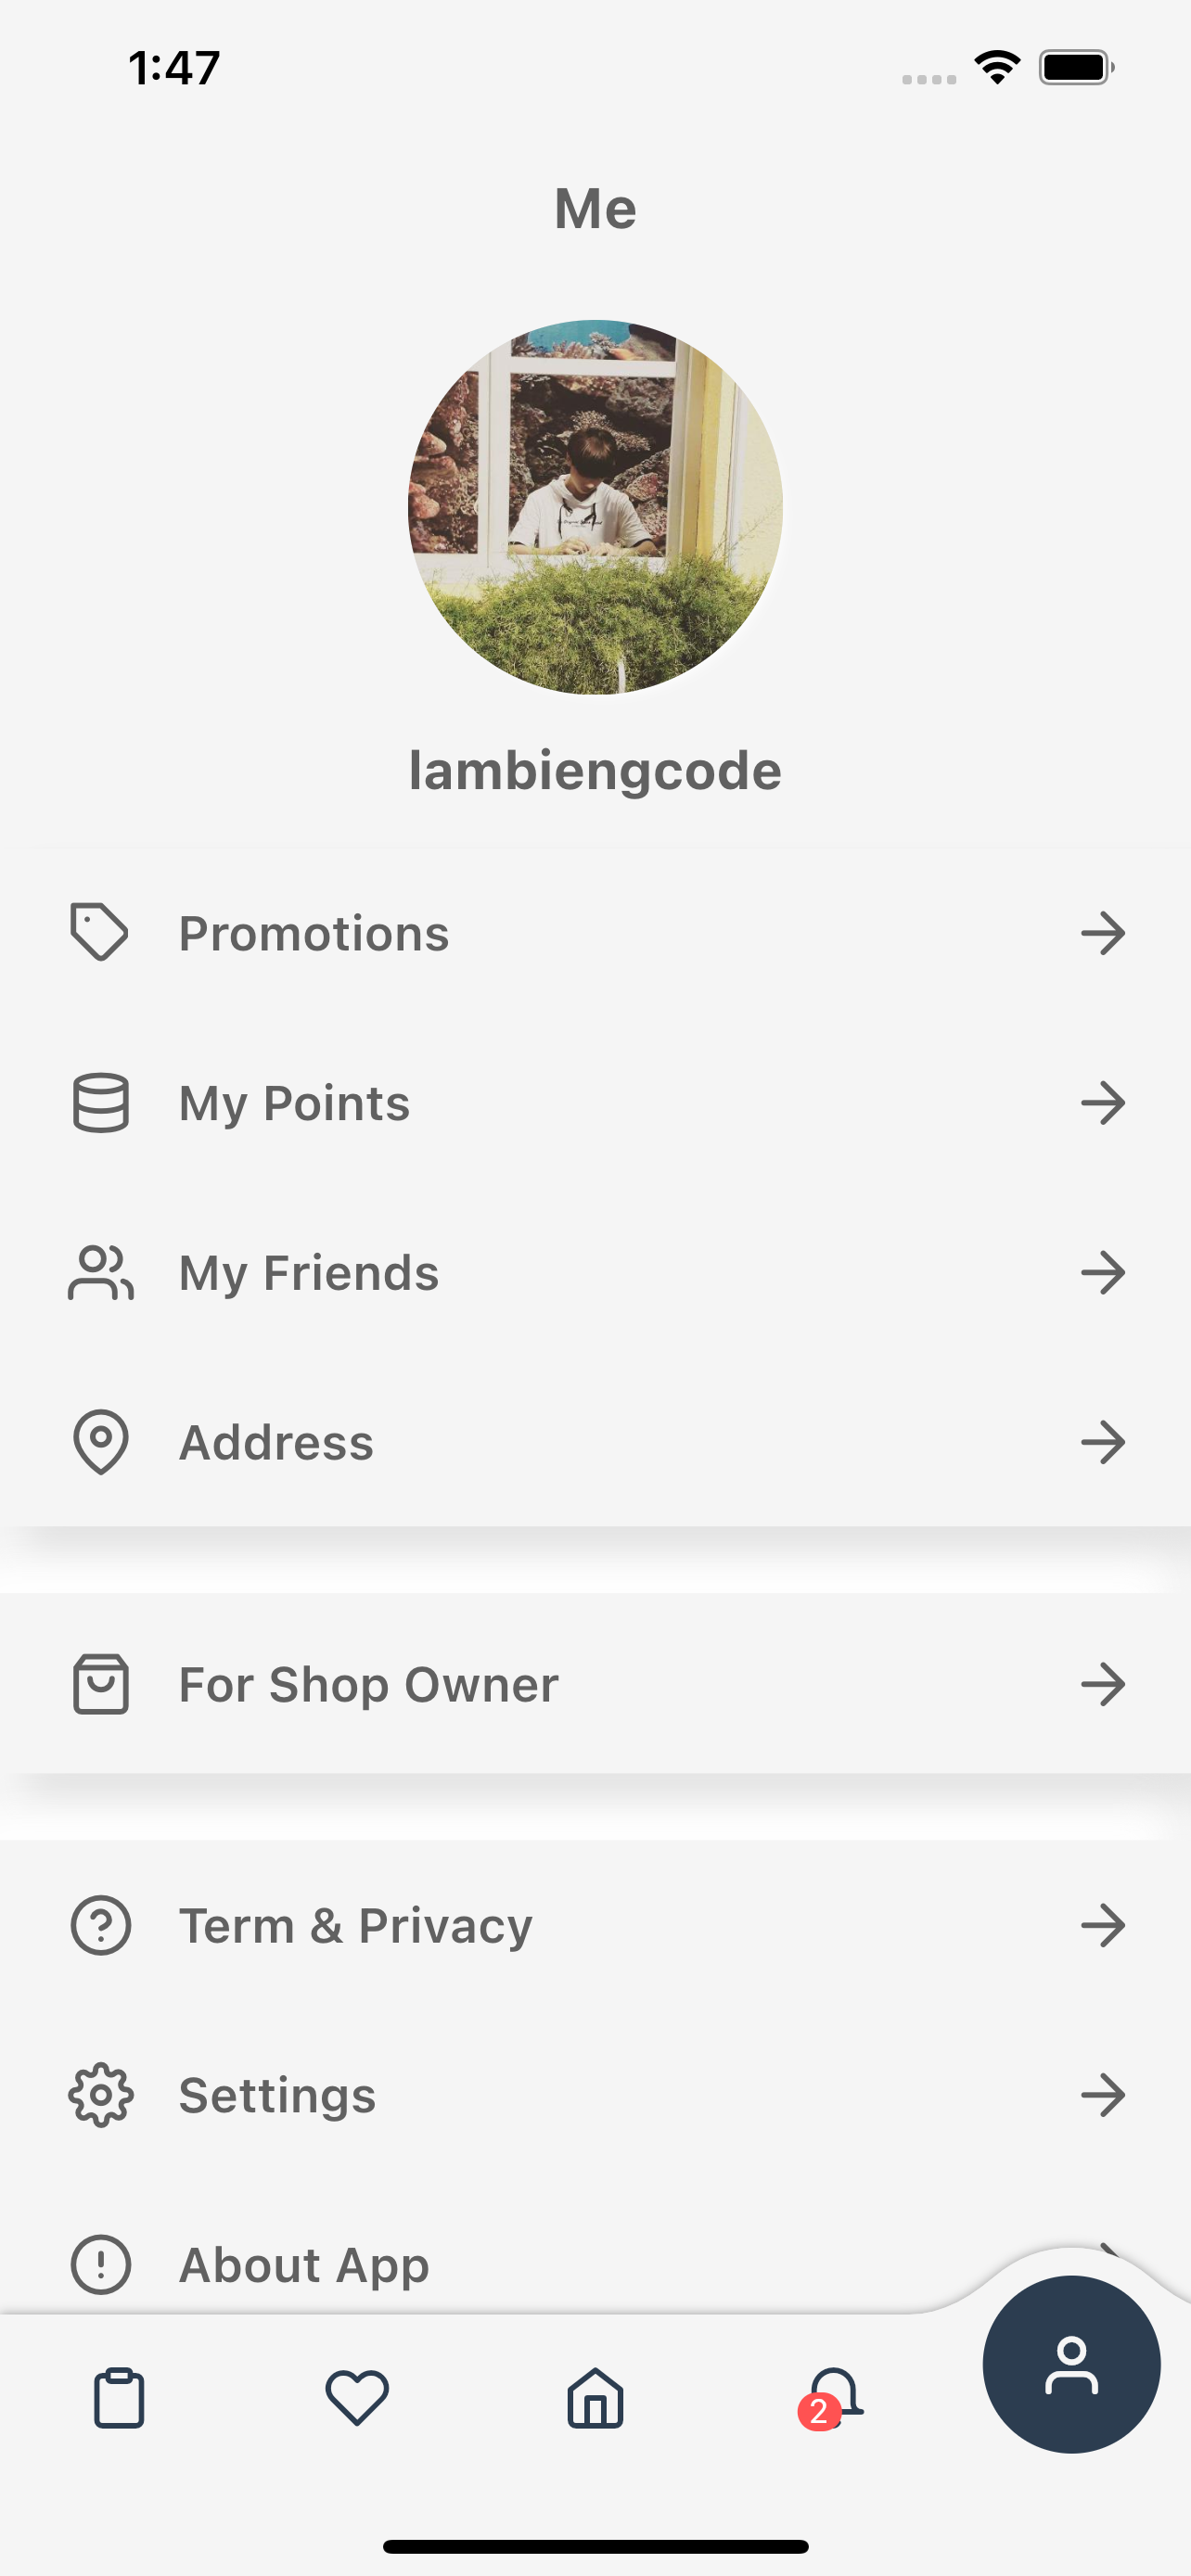 1:47
Me
lambiengcode
Promotions
My Points
My Friends
Address
For Shop Owner
Term & Privacy
Settings
About App
2